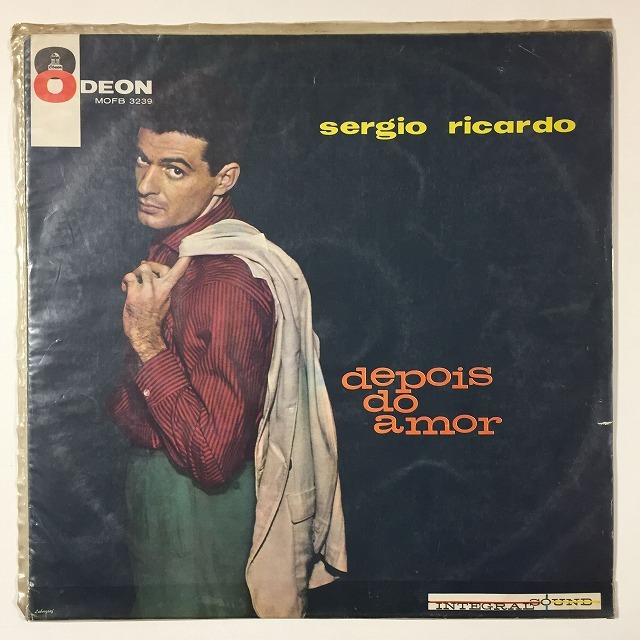 ODEON
MOFB 3239
sergio ricardo
depois
do
amor
INTEGRAL SOUND